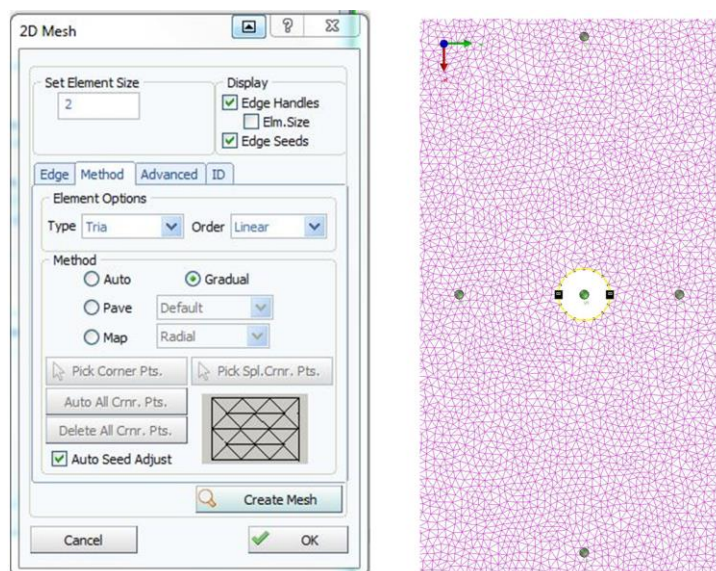 2D Mesh
Set Element Size
2
Display
Edge Handles
Elm.Size
Edge Seeds
Edge Method Advanced ID
Element Options
Type Tria Order Linear
Method
Auto Gradual
Pave Default
Map Radial
Pick Corner Pts. Pick Spl.Crnr. Pts.
Auto All Crnr. Pts.
Delete All Crnr. Pts.
Auto Seed Adjust
Create Mesh
Cancel OK